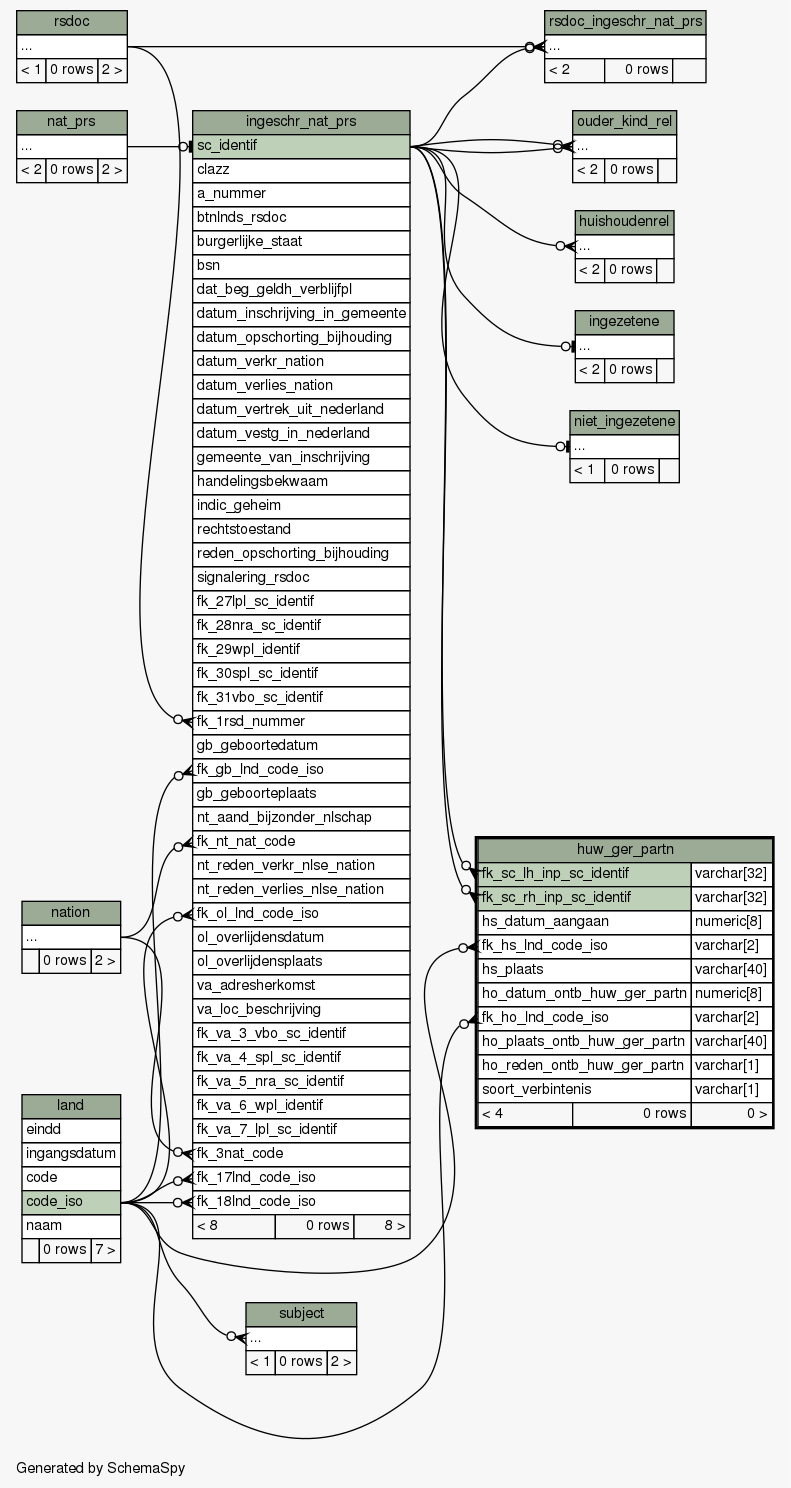 rsdoc
...
< 1 0 rows 2 >
rsdoc_ingeschr_nat_prs
...
< 2 0 rows
nat_prs
...
< 2 0 rows 2 >
ingeschr_nat_prs
sc_identif
clazz
a_nummer
btnlnds_rsdoc
burgerlijke_staat
bsn
dat_beg_geldh_verblijfpl
datum_inschrijving_in_gemeente
datum_opschorting_bijhouding
datum_verkr_nation
datum_verlies_nation
datum_vertrek_uit_nederland
datum_vestg_in_nederland
gemeente_van_inschrijving
handelingsbekwaam
indic_geheim
rechtstoestand
reden_opschorting_bijhouding
signalering_rsdoc
fk_27lpl_sc_identif
fk_28nra_sc_identif
fk_29wpl_identif
fk_30spl_sc_identif
fk_31vbo_sc_identif
fk_1rsd_nummer
gb_geboortedatum
fk_gb_lnd_code_iso
gb_geboorteplaats
nt_aand_bijzonder_nlschap
fk_nt_nat_code
nt_reden_verkr_nlse_nation
nt_reden_verlies_nlse_nation
fk_ol_lnd_code_iso
ol_overlijdensdatum
ol_overlijdensplaats
va_adresherkomst
va_loc_beschrijving
fk_va_3_vbo_sc_identif
fk_va_4_spl_sc_identif
fk_va_5_nra_sc_identif
fk_va_6_wpl_identif
fk_va_7_lpl_sc_identif
fk_3nat_code
fk_17lnd_code_iso
fk_18lnd_code_iso
< 8 0 rows 8 >
ouder_kind_rel
...
< 2 0 rows
huishoudenrel
...
< 2 0 rows
ingezetene
...
< 2 0 rows
niet_ingezetene
...
< 1 0 rows
huw_ger_partn
fk_sc_lh_inp_sc_identif varchar[32]
fk_sc_rh_inp_sc_identif varchar[32]
hs_datum_aangaan numeric[8]
fk_hs_lnd_code_iso varchar[2]
hs_plaats varchar[40]
ho_datum_ontb_huw_ger_partn numeric[8]
fk_ho_lnd_code_iso varchar[2]
ho_plaats_ontb_huw_ger_partn varchar[40]
ho_reden_ontb_huw_ger_partn varchar[1]
soort_verbintenis varchar[1]
< 4 0 rows 0 >
nation
...
0 rows 2 >
land
eindd
ingangsdatum
code
code_iso
naam
0 rows 7 >
subject
...
< 1 0 rows 2 >
Generated by SchemaSpy